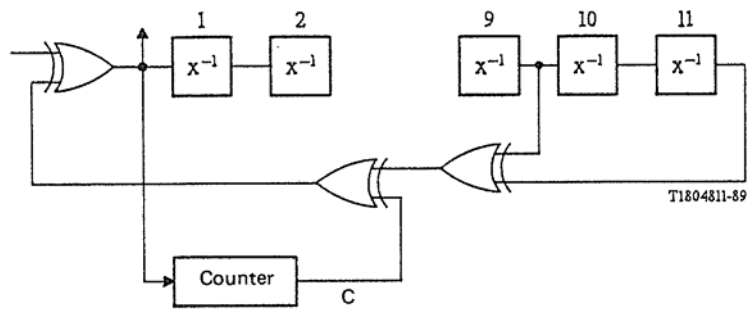 1 2 9 10 11
X⁻¹ X⁻¹ X⁻¹ X⁻¹ X⁻¹
T1804811-89
Counter
C